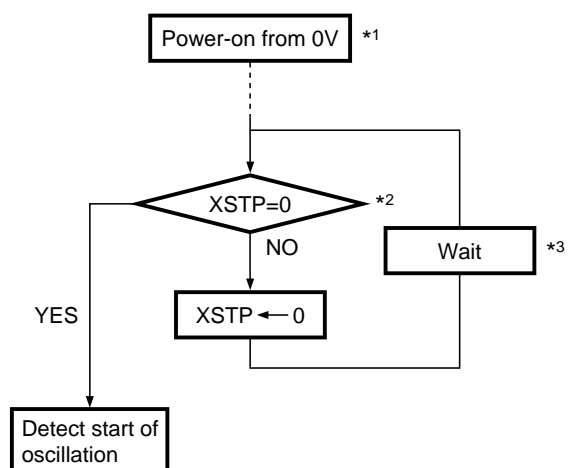 Power-on from 0V *1
XSTP=0 *2
NO
Wait *3
XSTP ← 0
YES
Detect start of
oscillation